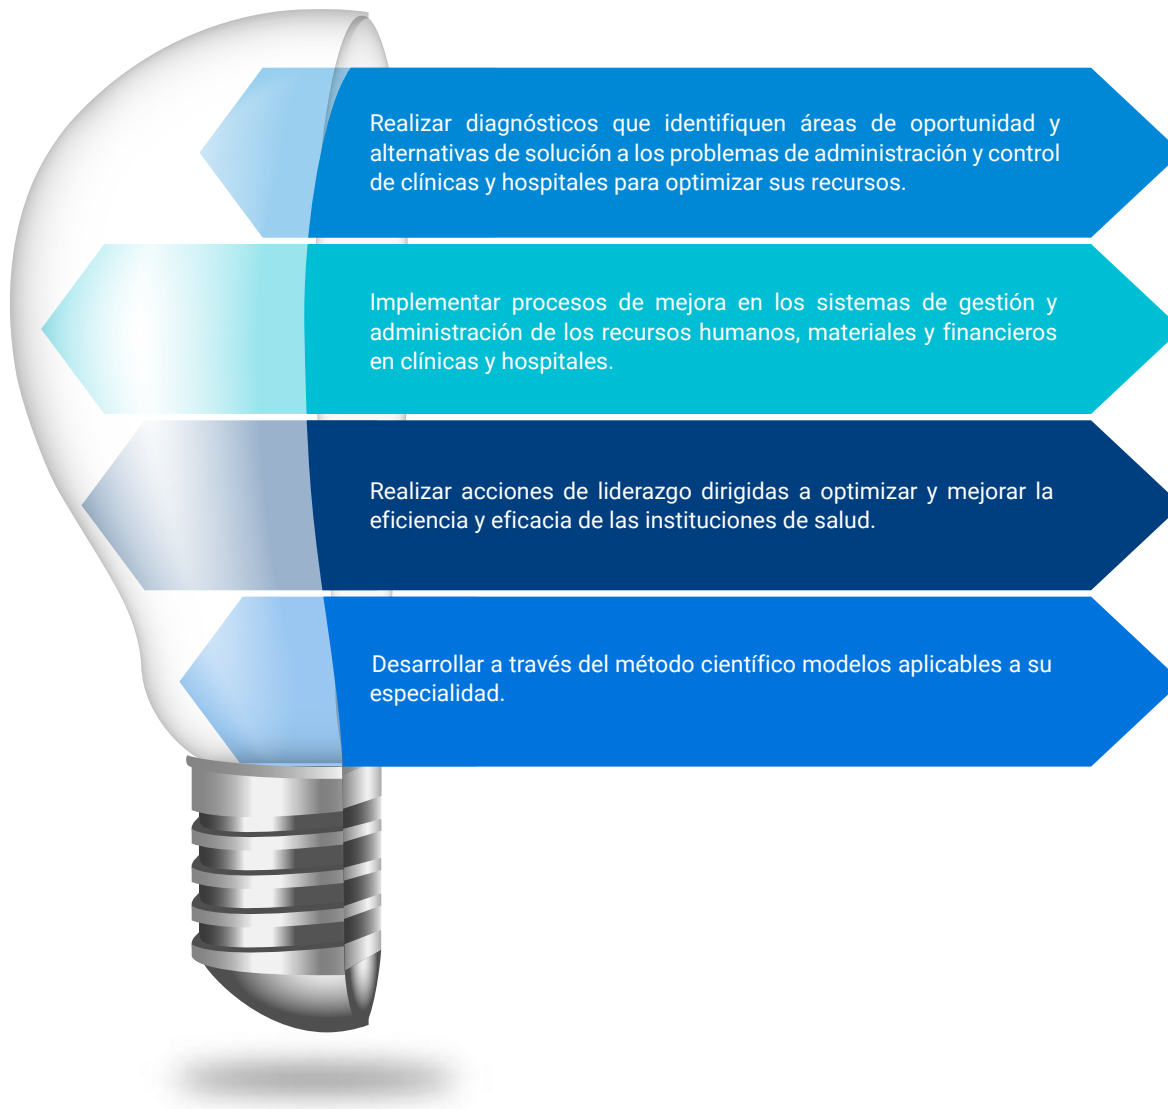 Realizar diagnósticos que identifiquen áreas de oportunidad y
alternativas de solución a los problemas de administración y control
de clínicas y hospitales para optimizar sus recursos.
Implementar procesos de mejora en los sistemas de gestión y
administración de los recursos humanos, materiales y financieros
en clínicas y hospitales.
Realizar acciones de liderazgo dirigidas a optimizar y mejorar la
eficiencia y eficacia de las instituciones de salud.
Desarrollar a través del método científico modelos aplicables a su
especialidad.